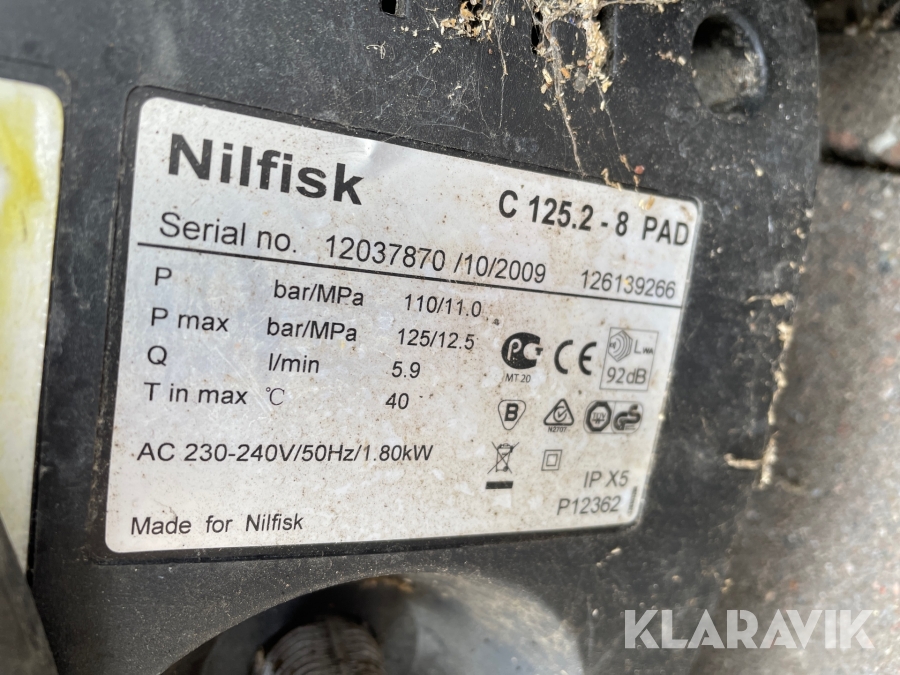 Nilfisk C 125.2 - 8 PAD
Serial no. 12037870 /10/2009 126139266
P bar/MPa 110/11.0
P max bar/MPa 125/12.5
Q l/min 5.9
T in max °C 40
AC 230-240V/50Hz/1.80kW
Made for Nilfisk
MT 20
CE
LWA
92dB
B
N2707
IP X5
P12362
KLARAVIK